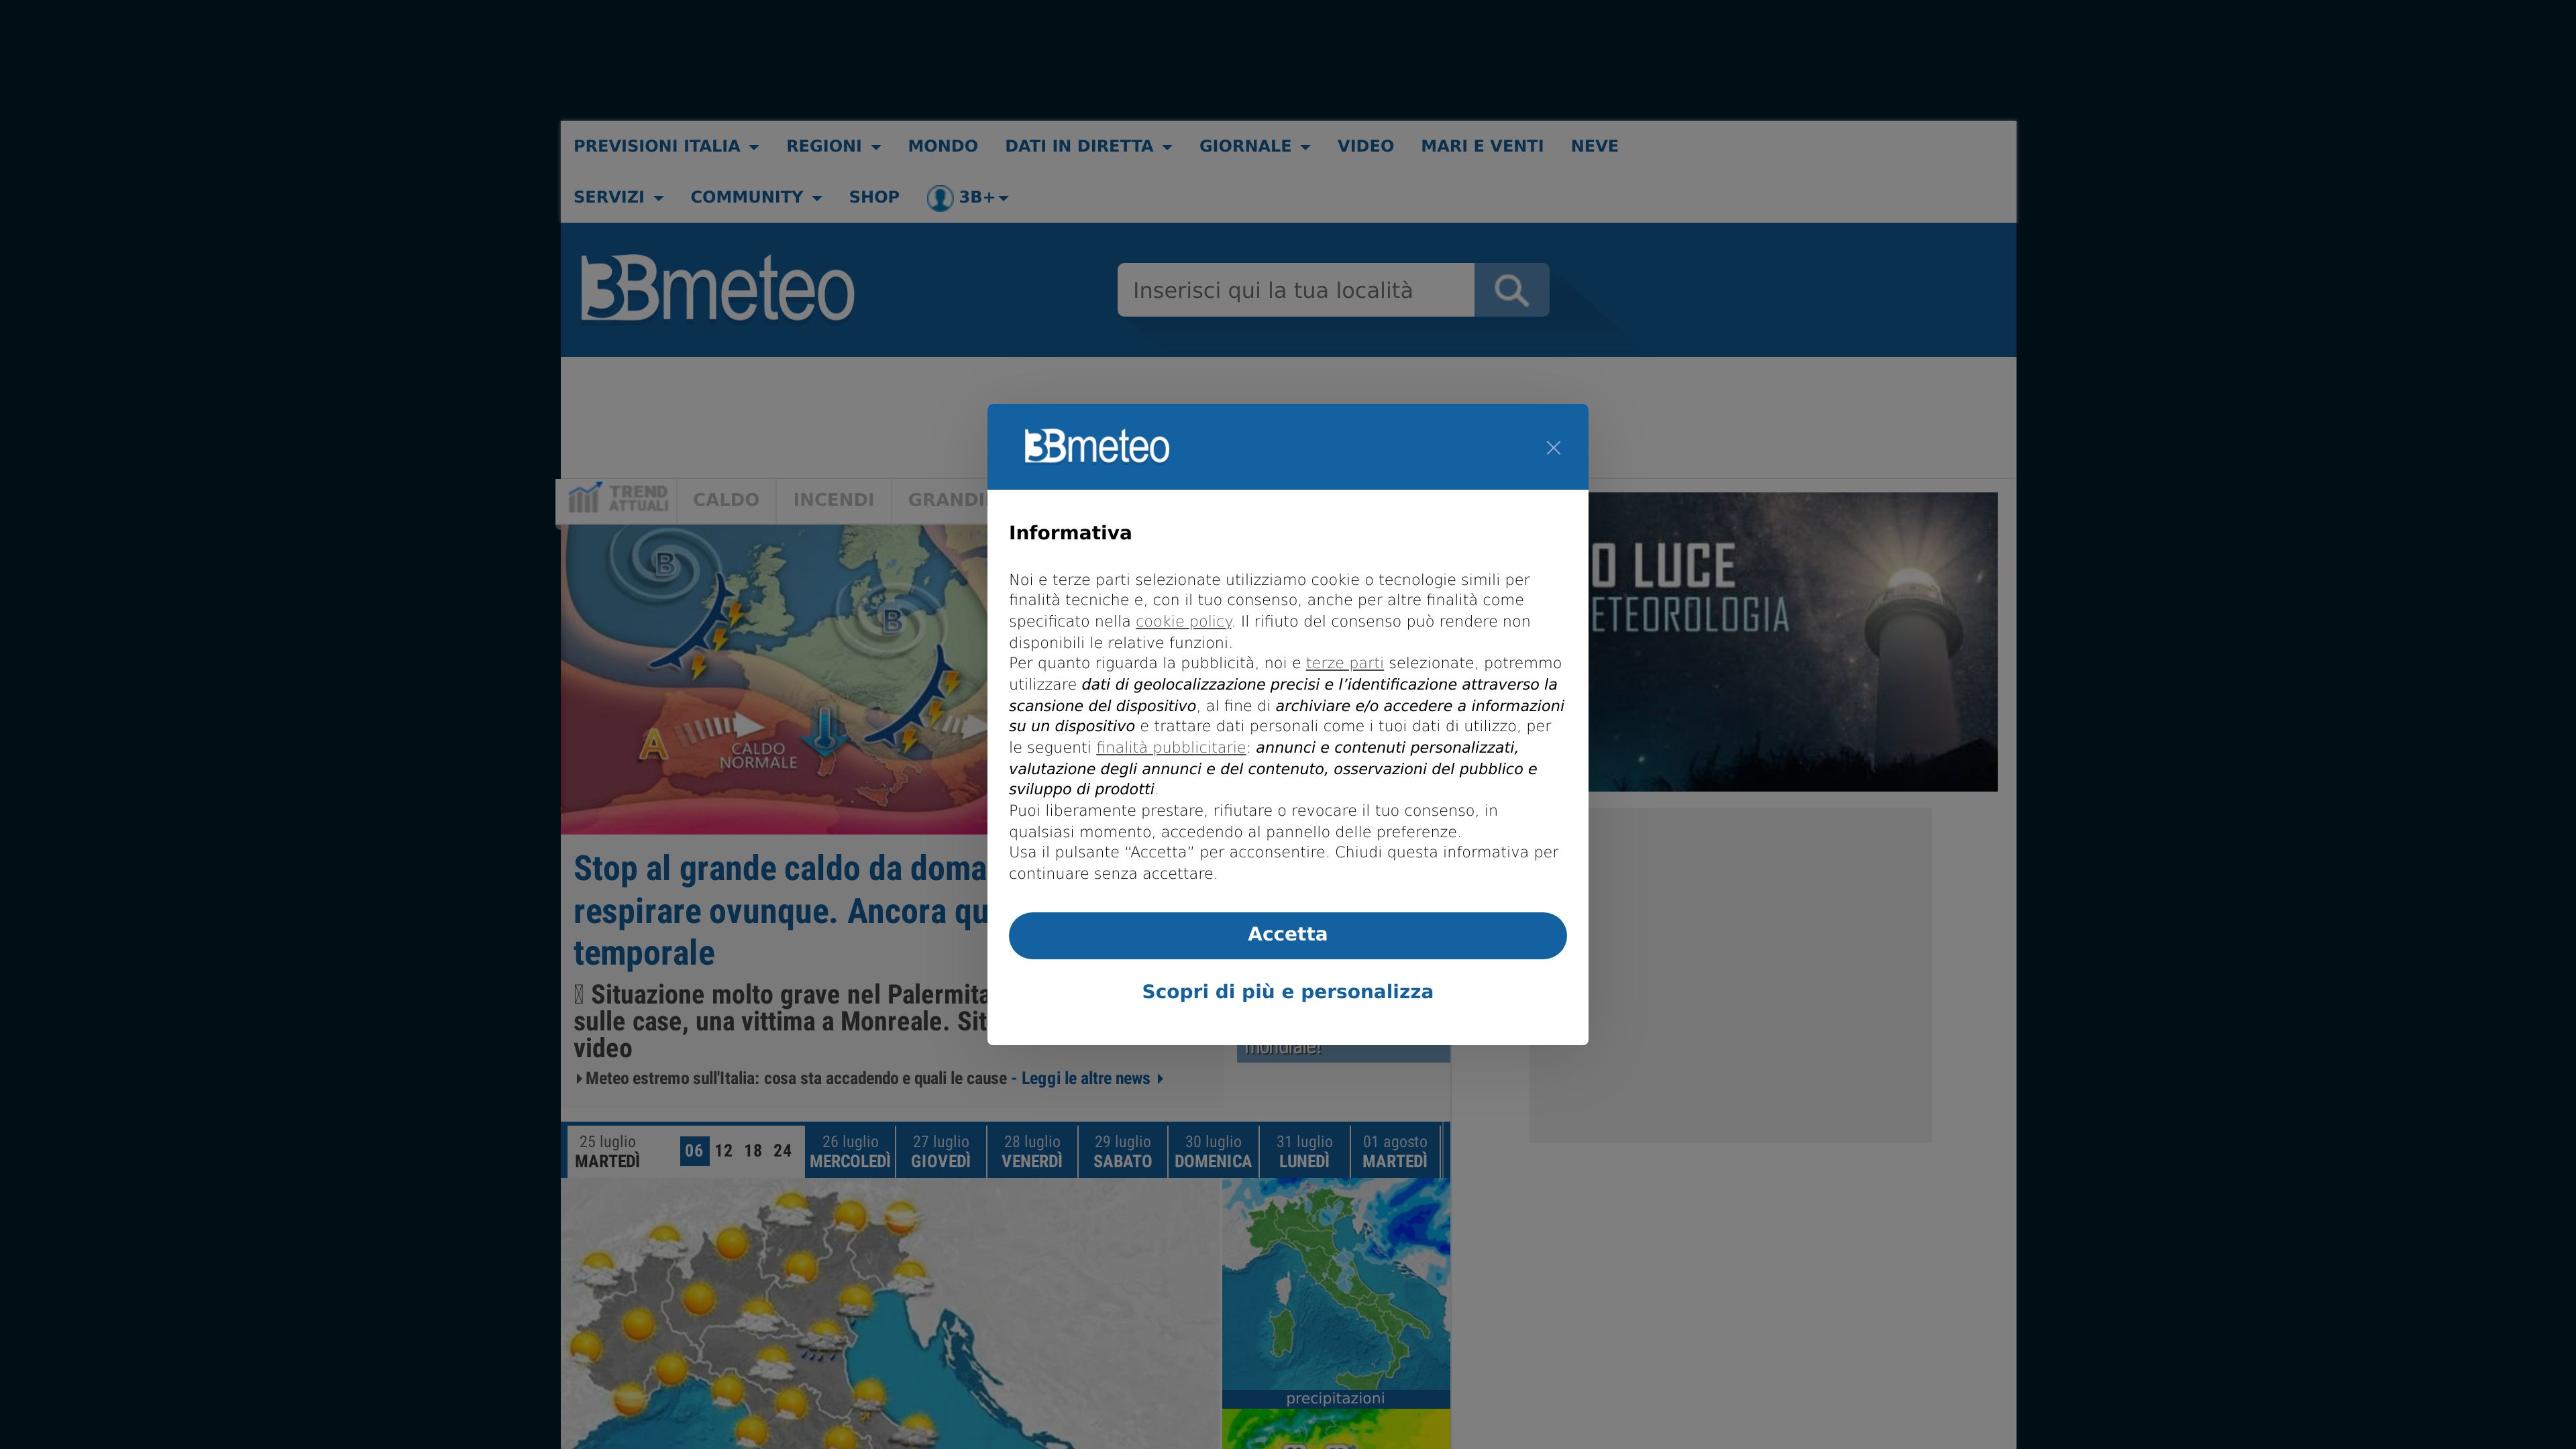 PREVISIONI ITALIA REGIONI MONDO DATI IN DIRETTA GIORNALE VIDEO MARI E VENTI NEVE
SERVIZI COMMUNITY SHOP 3B+
3Bmeteo
Inserisci qui la tua località
TREND
ATTUALI
CALDO INCENDI GRANDI
B
B
A
CALDO
NORMALE
O LUCE
ETEOROLOGIA
3Bmeteo
Informativa
Noi e terze parti selezionate utilizziamo cookie o tecnologie simili per
finalità tecniche e, con il tuo consenso, anche per altre finalità come
specificato nella cookie policy. Il rifiuto del consenso può rendere non
disponibili le relative funzioni.
Per quanto riguarda la pubblicità, noi e terze parti selezionate, potremmo
utilizzare dati di geolocalizzazione precisi e l’identificazione attraverso la
scansione del dispositivo, al fine di archiviare e/o accedere a informazioni
su un dispositivo e trattare dati personali come i tuoi dati di utilizzo, per
le seguenti finalità pubblicitarie: annunci e contenuti personalizzati,
valutazione degli annunci e del contenuto, osservazioni del pubblico e
sviluppo di prodotti.
Puoi liberamente prestare, rifiutare o revocare il tuo consenso, in
qualsiasi momento, accedendo al pannello delle preferenze.
Usa il pulsante “Accetta” per acconsentire. Chiudi questa informativa per
continuare senza accettare.
Accetta
Scopri di più e personalizza
Stop al grande caldo da doma
respirare ovunque. Ancora qu
temporale
Situazione molto grave nel Palermita
sulle case, una vittima a Monreale. Sit
video
mondiale!
Meteo estremo sull'Italia: cosa sta accadendo e quali le cause - Leggi le altre news
25 luglio
MARTEDÌ
06 12 18 24
26 luglio
MERCOLEDÌ
27 luglio
GIOVEDÌ
28 luglio
VENERDÌ
29 luglio
SABATO
30 luglio
DOMENICA
31 luglio
LUNEDÌ
01 agosto
MARTEDÌ
precipitazioni